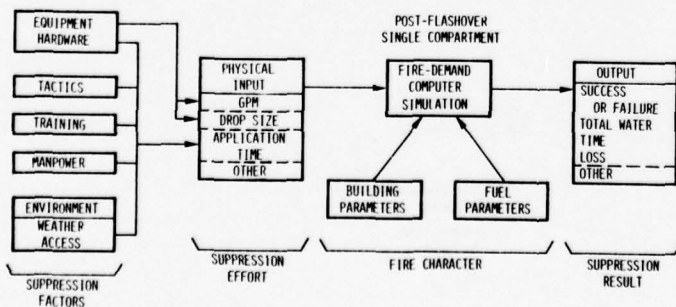 EQUIPMENT
HARDWARE
TACTICS
TRAINING
MANPOWER
ENVIRONMENT
WEATHER
ACCESS
SUPPRESSION
FACTORS
PHYSICAL
INPUT
GPM
DROP SIZE
APPLICATION
TIME
OTHER
SUPPRESSION
EFFORT
POST-FLASHOVER
SINGLE COMPARTMENT
FIRE-DEMAND
COMPUTER
SIMULATION
BUILDING
PARAMETERS
FUEL
PARAMETERS
FIRE CHARACTER
OUTPUT
SUCCESS
OR FAILURE
TOTAL WATER
TIME
LOSS
OTHER
SUPPRESSION
RESULT